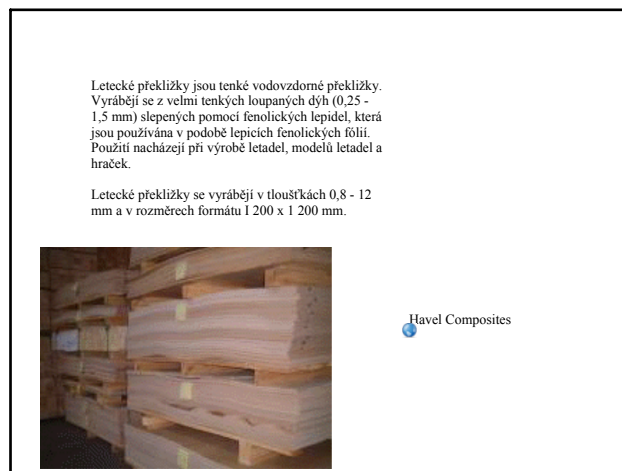 Letecké překližky jsou tenké vodovzdorné překližky.
Vyrábějí se z velmi tenkých loupaných dýh (0,25 -
1,5 mm) slepených pomocí fenolických lepidel, která
jsou používána v podobě lepicích fenolických fólií.
Použití nacházejí při výrobě letadel, modelů letadel a
hraček.
Letecké překližky se vyrábějí v tloušťkách 0,8 - 12
mm a v rozměrech formátu I 200 x 1 200 mm.
Havel Composites